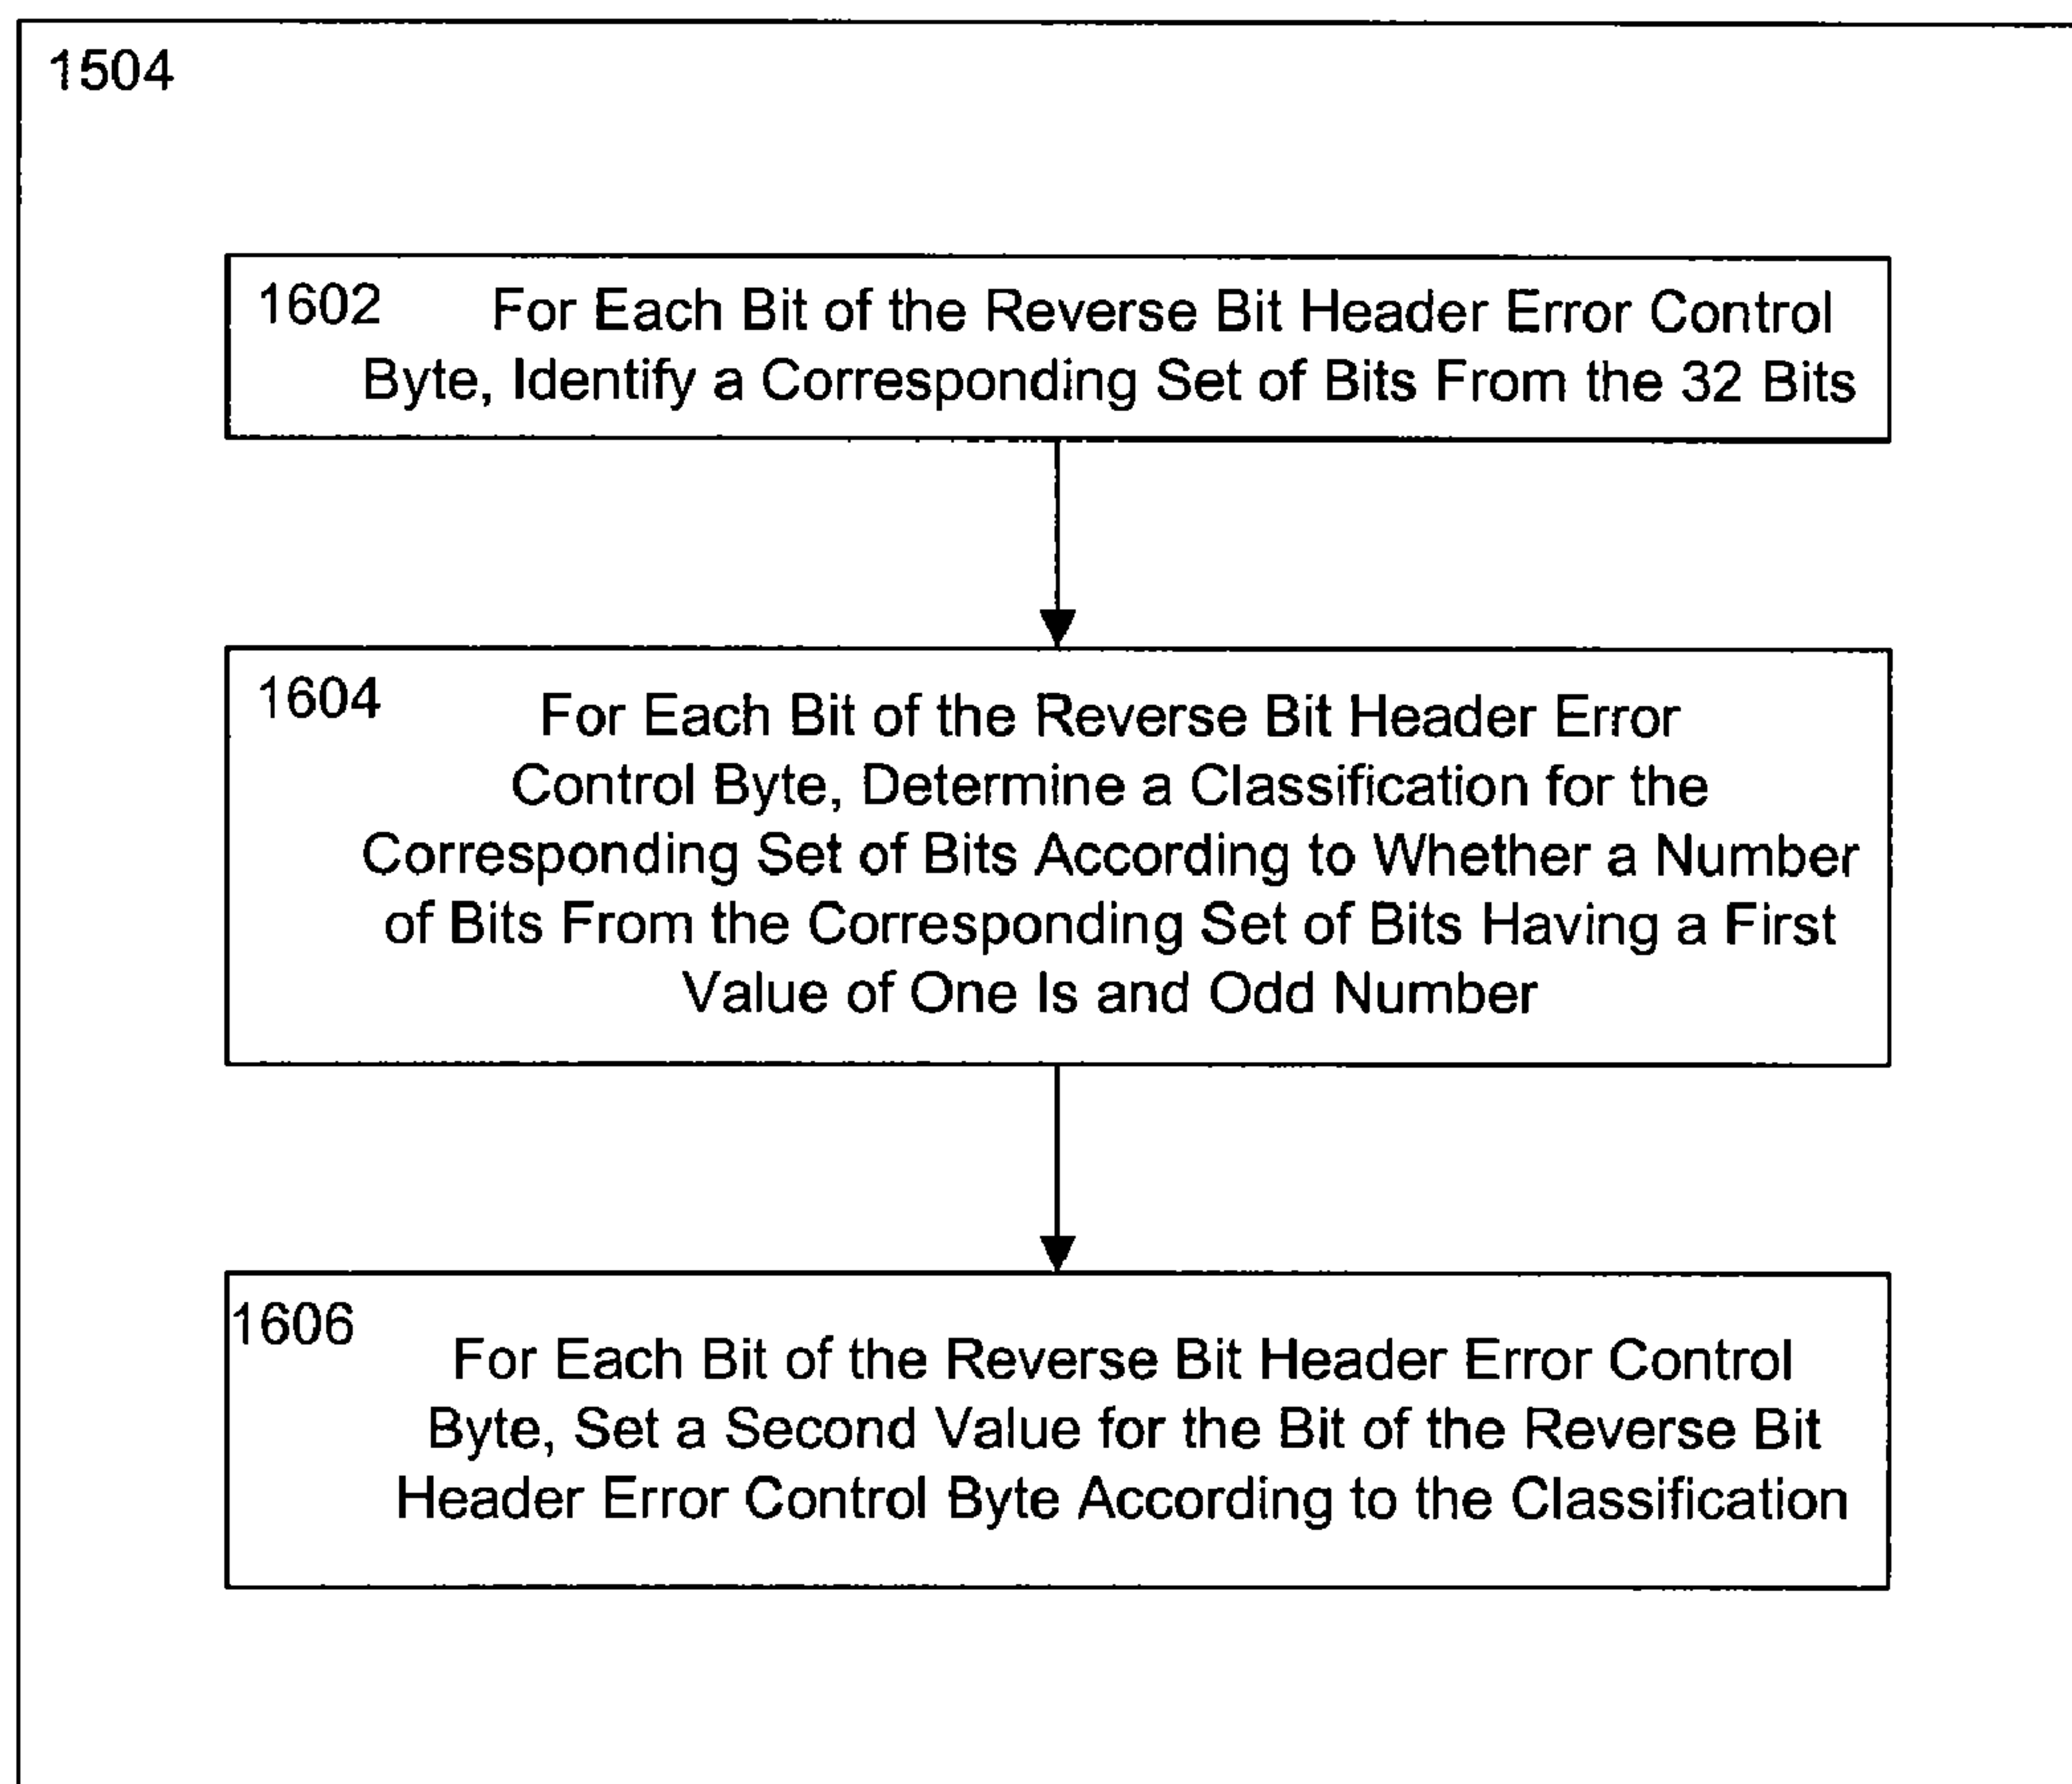 1504
1602 For Each Bit of the Reverse Bit Header Error Control
Byte, Identify a Corresponding Set of Bits From the 32 Bits
1604 For Each Bit of the Reverse Bit Header Error
Control Byte, Determine a Classification for the
Corresponding Set of Bits According to Whether a Number
of Bits From the Corresponding Set of Bits Having a First
Value of One Is and Odd Number
1606
For Each Bit of the Reverse Bit Header Error Control
Byte, Set a Second Value for the Bit of the Reverse Bit
Header Error Control Byte According to the Classification